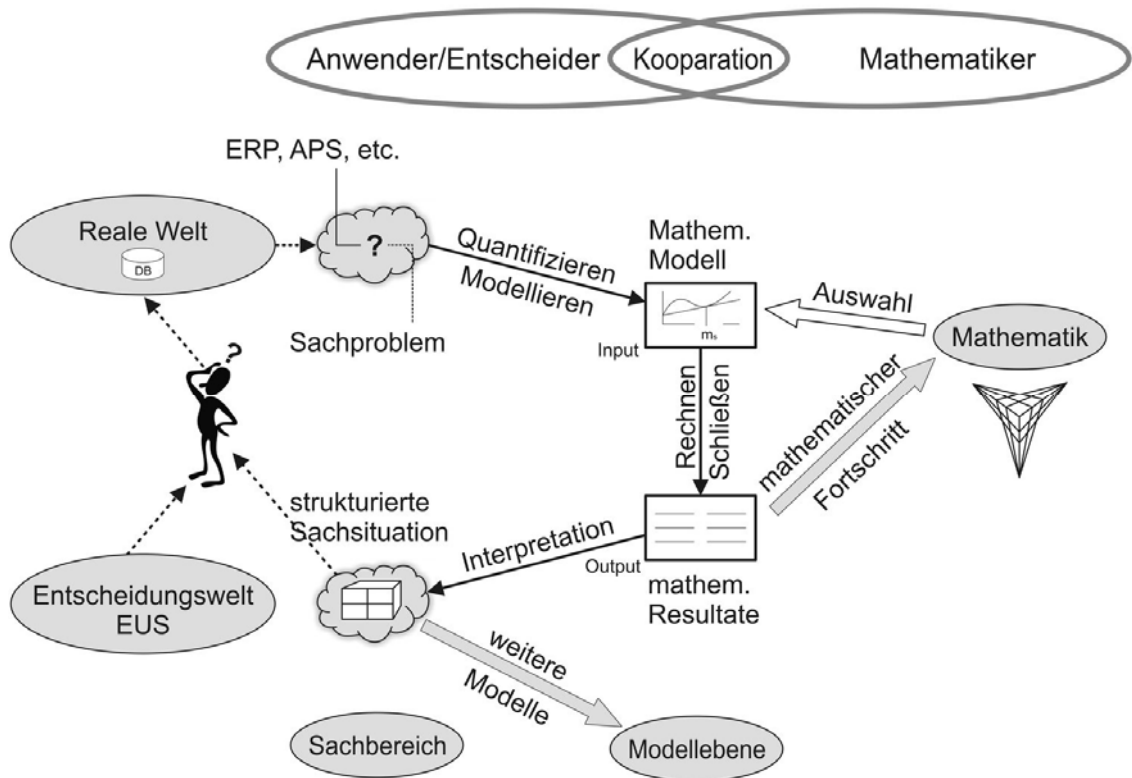 Anwender/Entscheider
Kooparation
Mathematiker
ERP, APS, etc.
Reale Welt
DB
?
Sachproblem
Quantifizieren
Modellieren
Mathem.
Modell
mₛ
Input
Auswahl
Mathematik
?
Rechnen
Schließen
mathematischer
Fortschritt
strukturierte
Sachsituation
Interpretation
Output
mathem.
Resultate
Entscheidungswelt
EUS
weitere
Modelle
Sachbereich
Modellebene